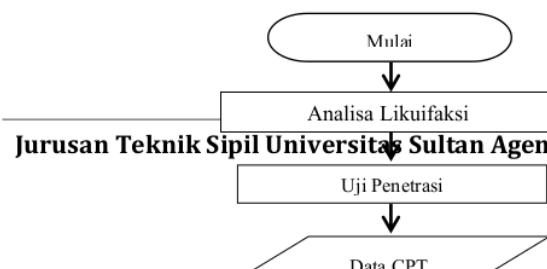 Mulai
Analisa Likuifaksi
Jurusan Teknik Sipil Universitas Sultan Agen
Uji Penetrasi
Data CPT